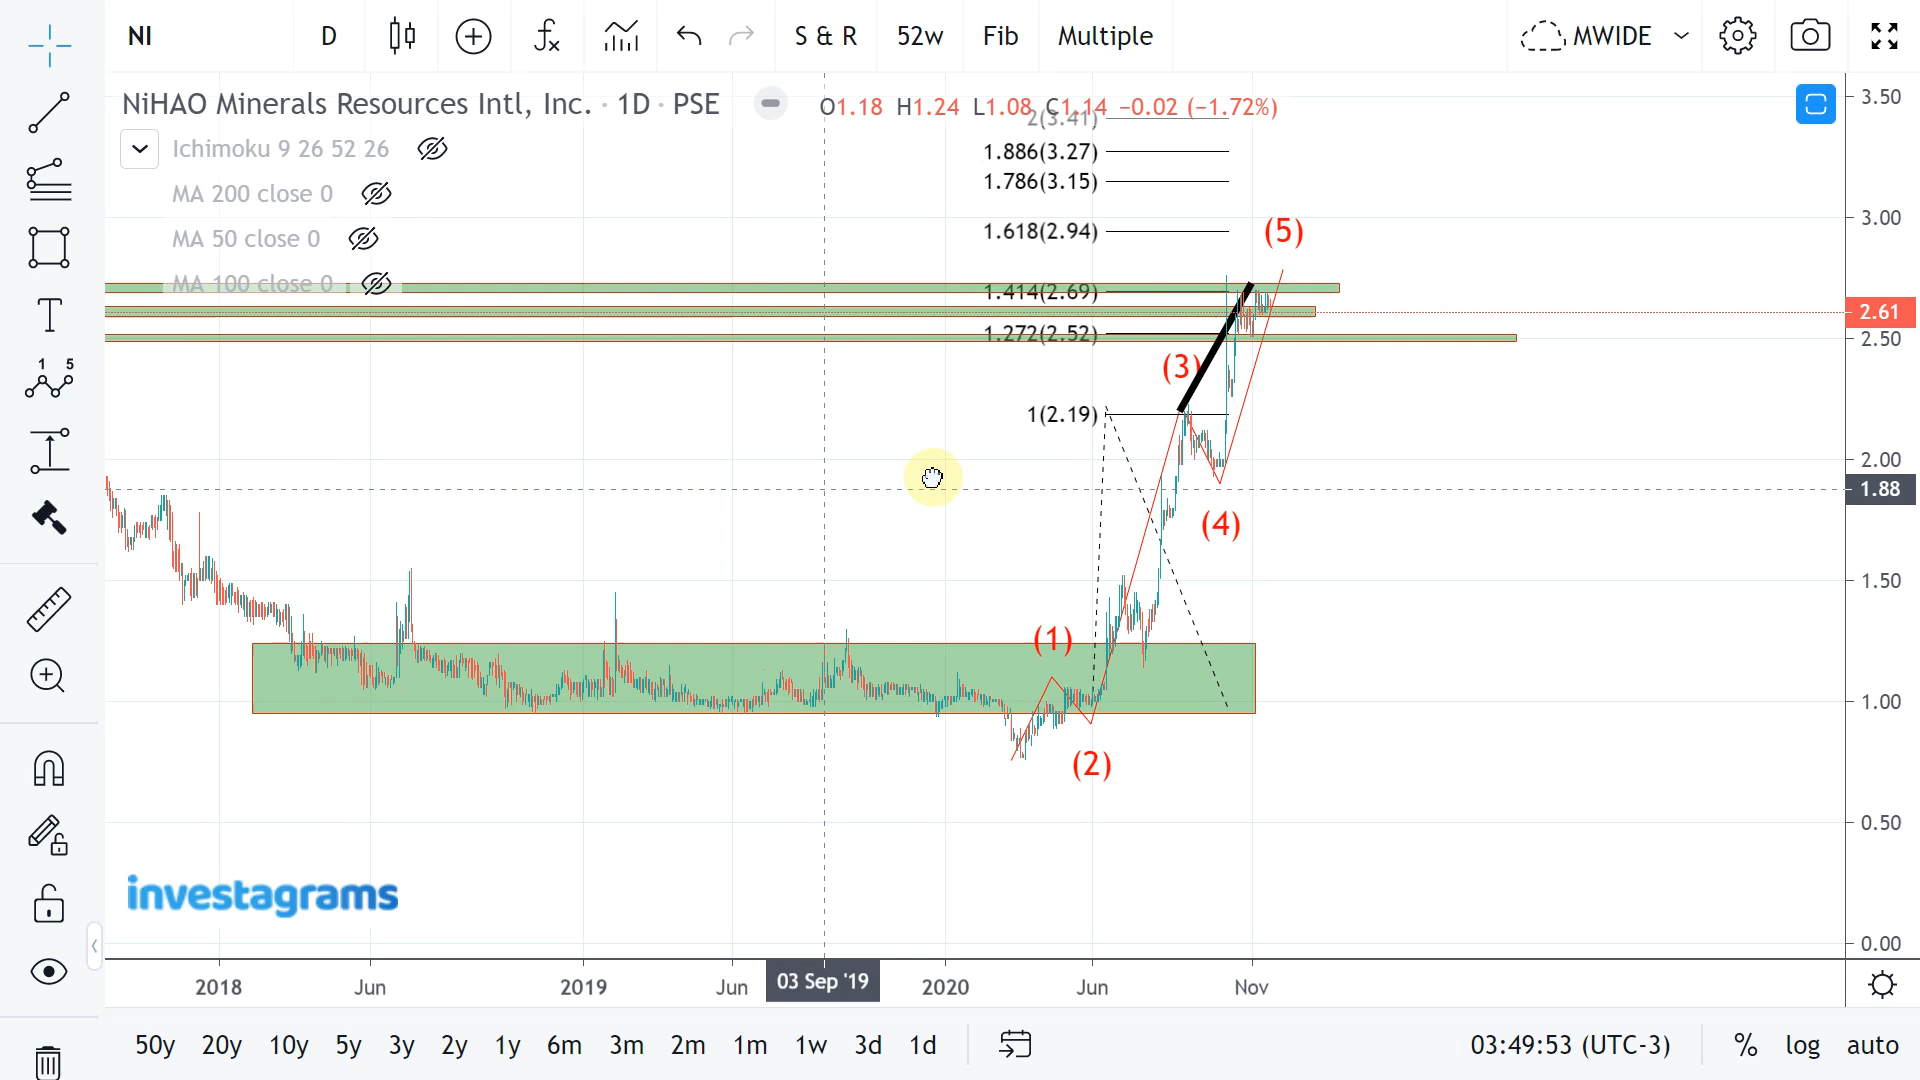 NI D S & R 52w Fib Multiple MWIDE
NiHAO Minerals Resources Intl, Inc. · 1D · PSE O1.18 H1.24 L1.08 C1.14 −0.02 (−1.72%)
Ichimoku 9 26 52 26
MA 200 close 0
MA 50 close 0
MA 100 close 0
2(3.41)
1.886(3.27)
1.786(3.15)
1.618(2.94)
1.414(2.69)
1.272(2.52)
1(2.19)
(1)
(2)
(3)
(4)
(5)
3.50
3.00
2.61
2.50
2.00
1.88
1.50
1.00
0.50
0.00
1 5
investagrams
2018 Jun 2019 Jun 03 Sep '19 2020 Jun Nov
50y 20y 10y 5y 3y 2y 1y 6m 3m 2m 1m 1w 3d 1d 03:49:53 (UTC-3) % log auto